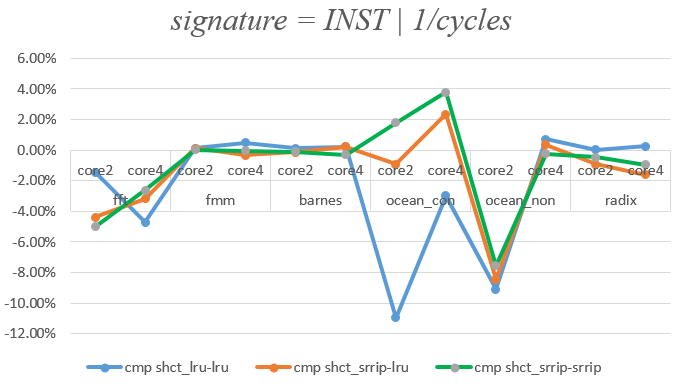 signature = INST | 1/cycles
6.00%
4.00%
2.00%
0.00%
-2.00%
-4.00%
-6.00%
-8.00%
-10.00%
-12.00%
core2 core4 core2 core4 core2 core4 core2 core4 core2 core4 core2 core4
fft fmm barnes ocean_con ocean_non radix
cmp shct_lru-lru cmp shct_srrip-lru cmp shct_srrip-srrip